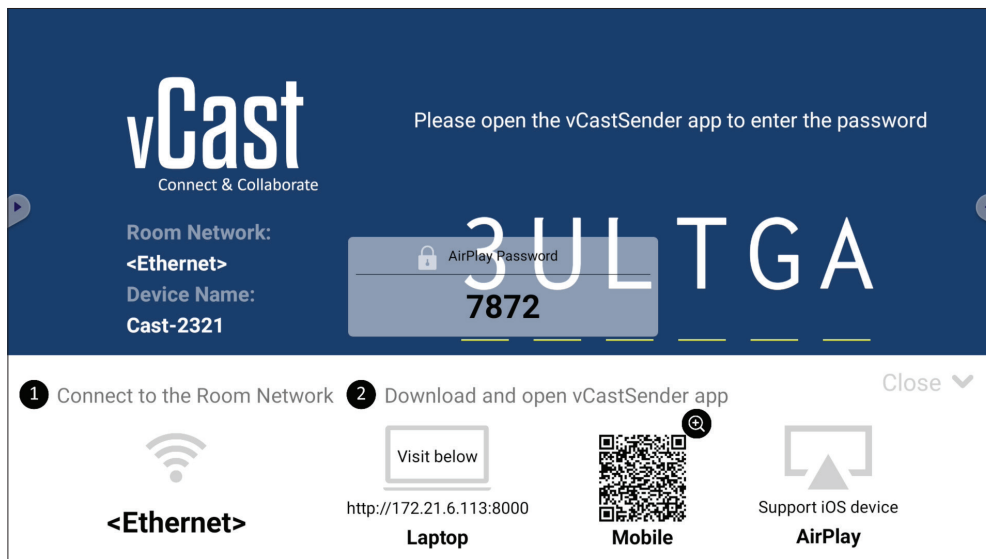 vCast
Connect & Collaborate
Please open the vCastSender app to enter the password
Room Network:
<Ethernet>
Device Name:
Cast-2321
3ULTGA
AirPlay Password
7872
1 Connect to the Room Network
2 Download and open vCastSender app
Close
<Ethernet>
Visit below
http://172.21.6.113:8000
Laptop
Mobile
Support iOS device
AirPlay